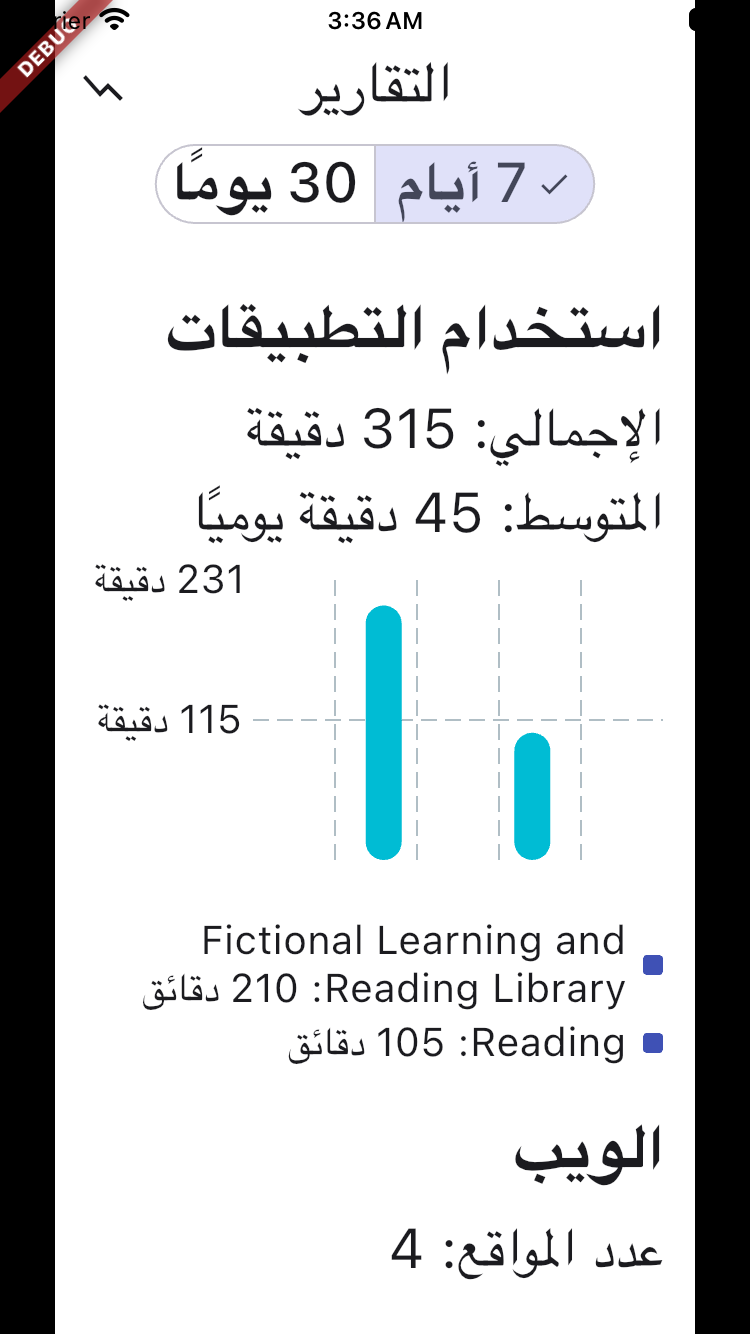 3:36 AM
DEBUG
التقارير
7 أيام
30 يومًا
استخدام التطبيقات
الإجمالي: 315 دقيقة
المتوسط: 45 دقيقة يوميًا
231 دقيقة
115 دقيقة
Fictional Learning and
Reading Library: 210 دقائق
Reading: 105 دقائق
الويب
عدد المواقع: 4